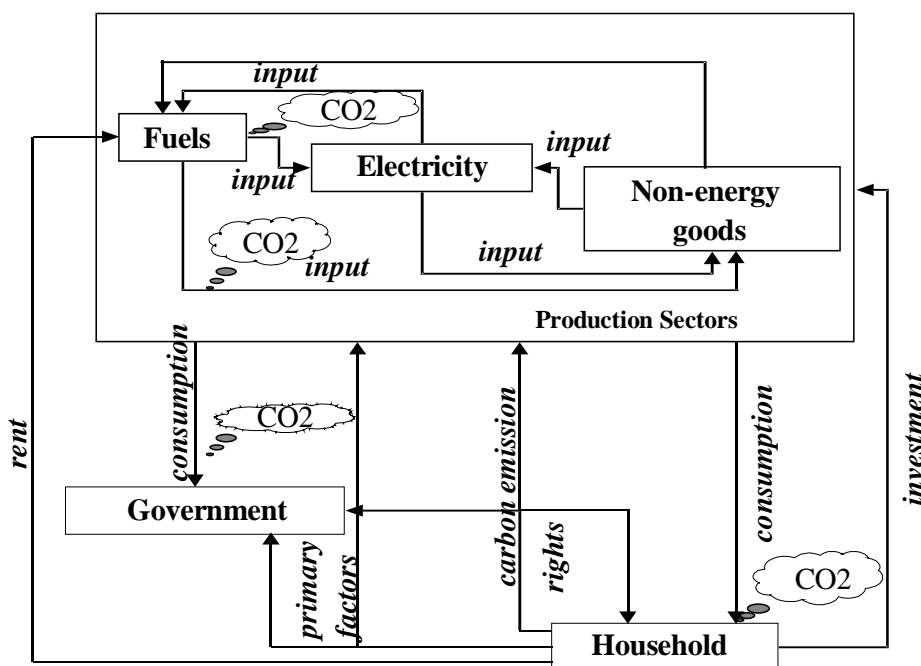 input
CO2
Fuels
input
Electricity
input
Non-energy
goods
CO2
input
input
Production Sectors
consumption
CO2
rent
carbon emission
rights
consumption
investment
Government
primary
factors
CO2
Household